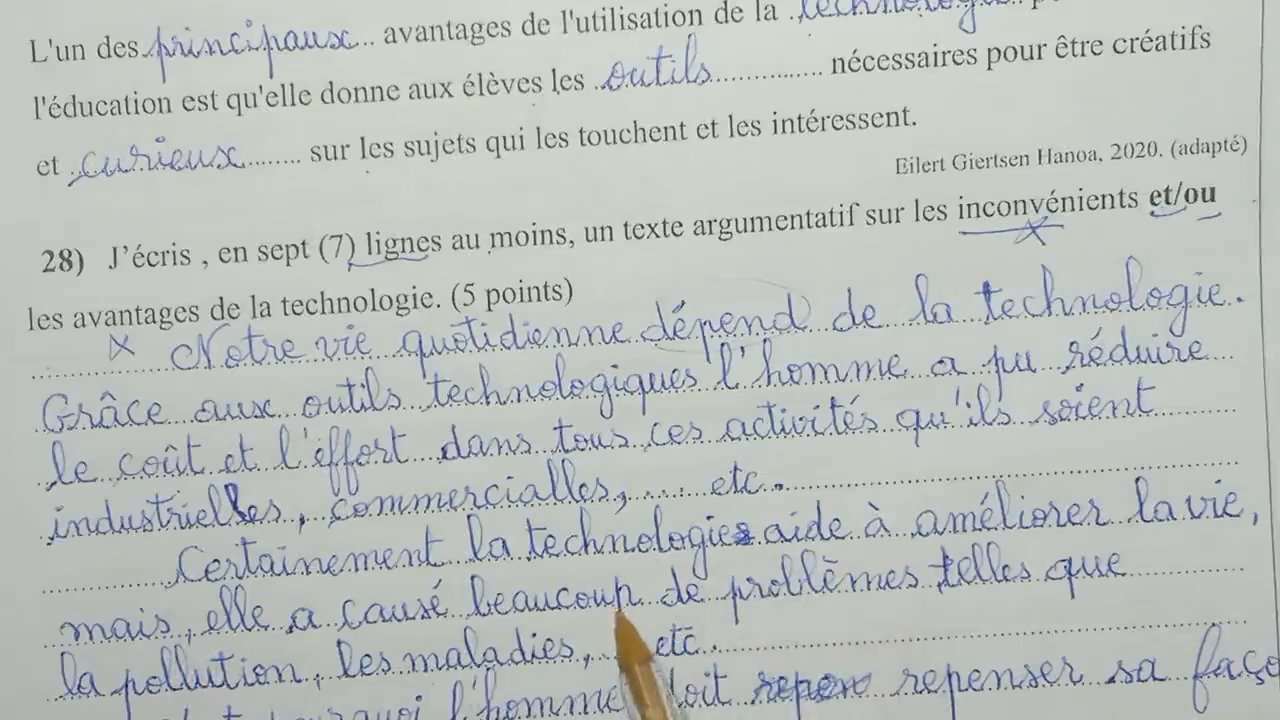 L'un des principaux... avantages de l'utilisation de la technologie
l'éducation est qu'elle donne aux élèves les outils............... nécessaires pour être créatifs
et curieux........ sur les sujets qui les touchent et les intéressent.
Eilert Giertsen Hanoa, 2020. (adapté)
28) J'écris , en sept (7) lignes au moins, un texte argumentatif sur les inconvénients et/ou
les avantages de la technologie. (5 points)
x Notre vie quotidienne dépend de la technologie.
Grâce aux outils technologiques l'homme a pu réduire
le coût et l'éffort dans tous ces activités qu'ils soient
industrielles, commercialles, .... etc.
Certainement la technologies aide à améliorer la vie,
mais, elle a causé beaucoup de problèmes telles que
la pollution, les maladies, ... etc.
l'homme doit repenser sa